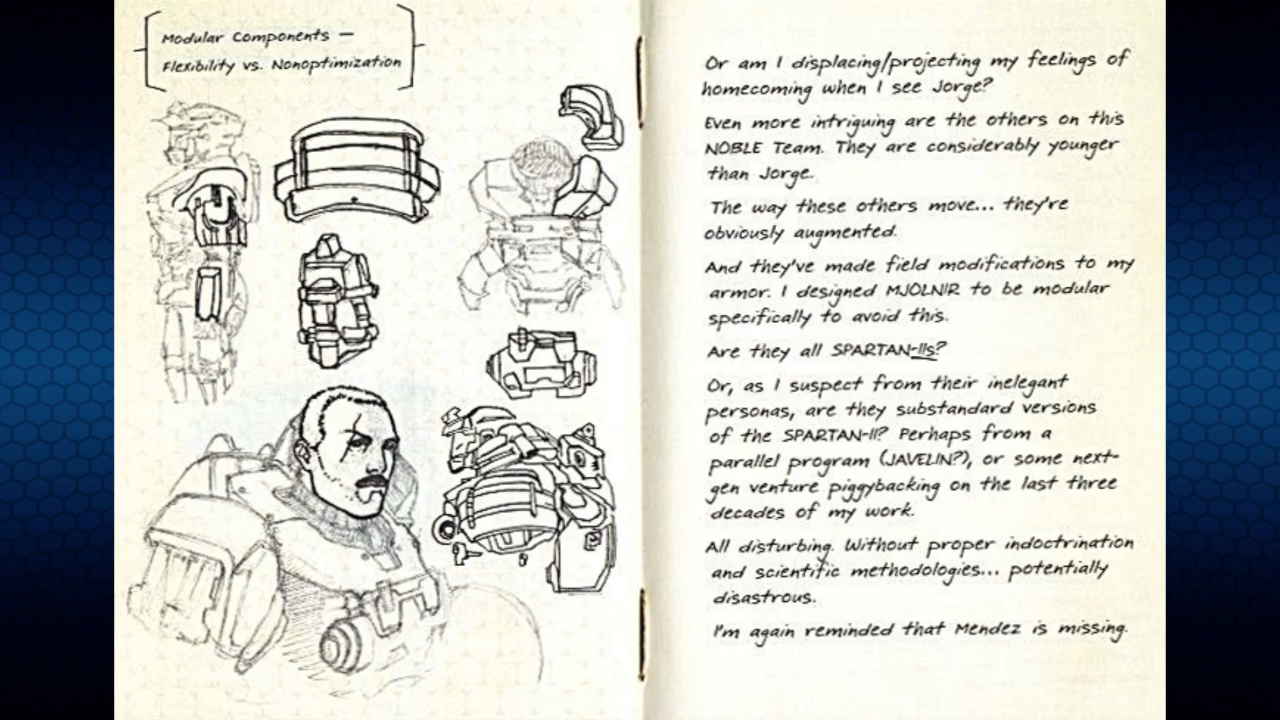 Modular Components —
Flexibility vs. Nonoptimization
Or am I displacing/projecting my feelings of
homecoming when I see Jorge?
Even more intriguing are the others on this
NOBLE Team. They are considerably younger
than Jorge.
The way these others move... they're
obviously augmented.
And they've made field modifications to my
armor. I designed MJOLNIR to be modular
specifically to avoid this.
Are they all SPARTAN-IIs?
Or, as I suspect from their inelegant
personas, are they substandard versions
of the SPARTAN-II? Perhaps from a
parallel program (JAVELIN?), or some next-
gen venture piggybacking on the last three
decades of my work.
All disturbing. Without proper indoctrination
and scientific methodologies... potentially
disastrous.
I'm again reminded that Mendez is missing.